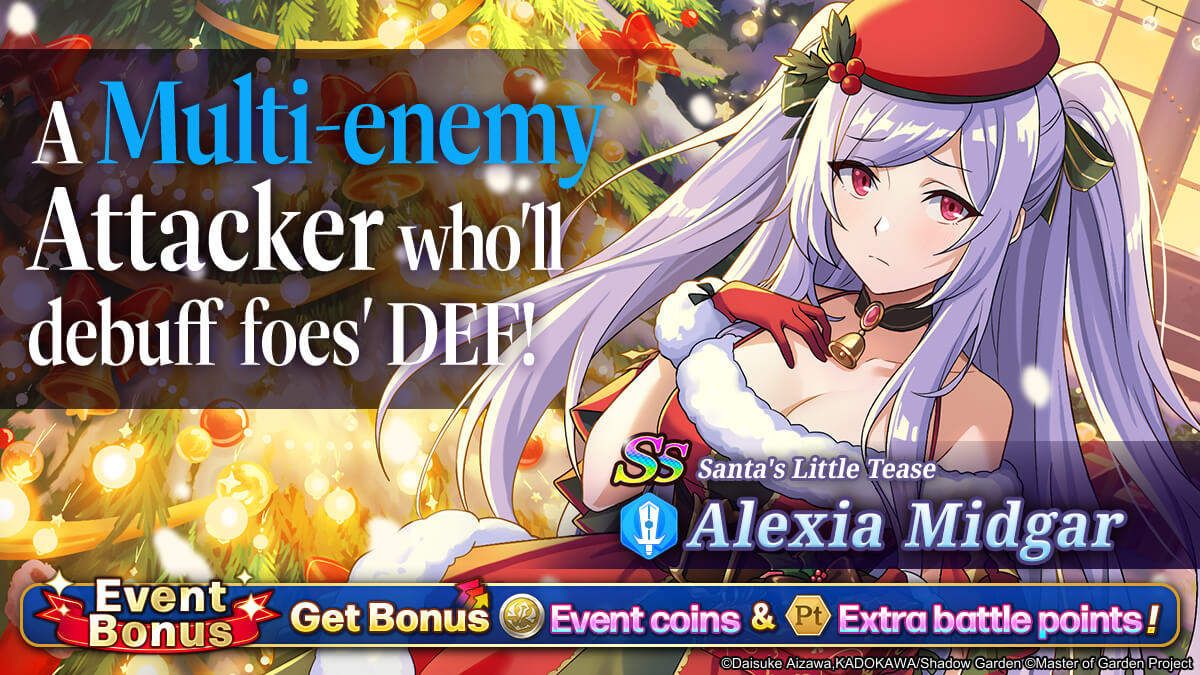 A Multi-enemy
Attacker who'll
debuff foes' DEF!
SS Santa's Little Tease
Alexia Midgar
Event
Bonus
Get Bonus Event coins & Pt Extra battle points!
©Daisuke Aizawa,KADOKAWA/Shadow Garden ©Master of Garden Project